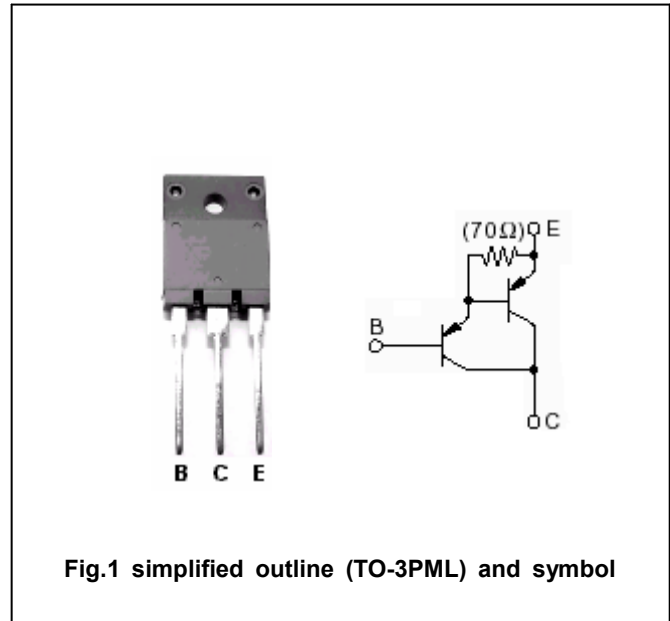 (70Ω) E
B
C
B C E
Fig.1 simplified outline (TO-3PML) and symbol